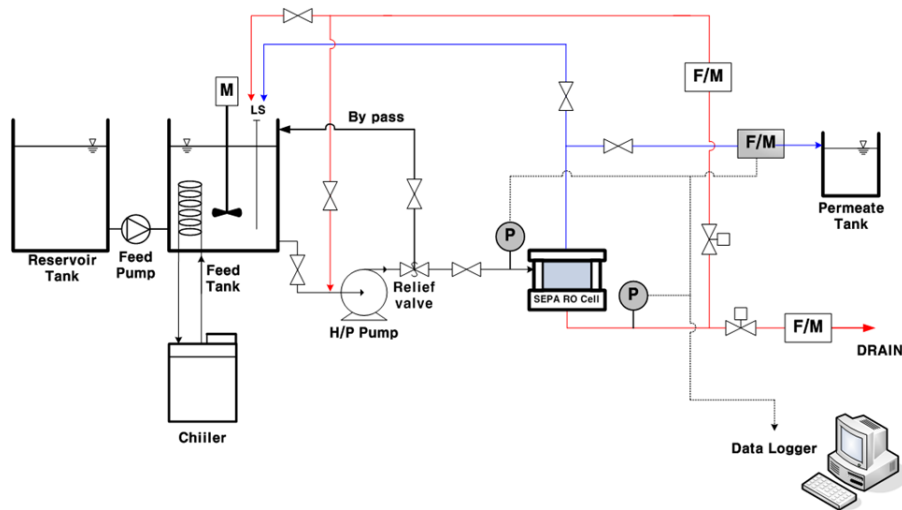 F/M
M
LS
By pass
F/M
P
Permeate
Tank
Reservoir
Tank
Feed
Pump
Feed
Tank
Relief
valve
SEPA RO Cell
P
H/P Pump
F/M
DRAIN
Chiiler
Data Logger